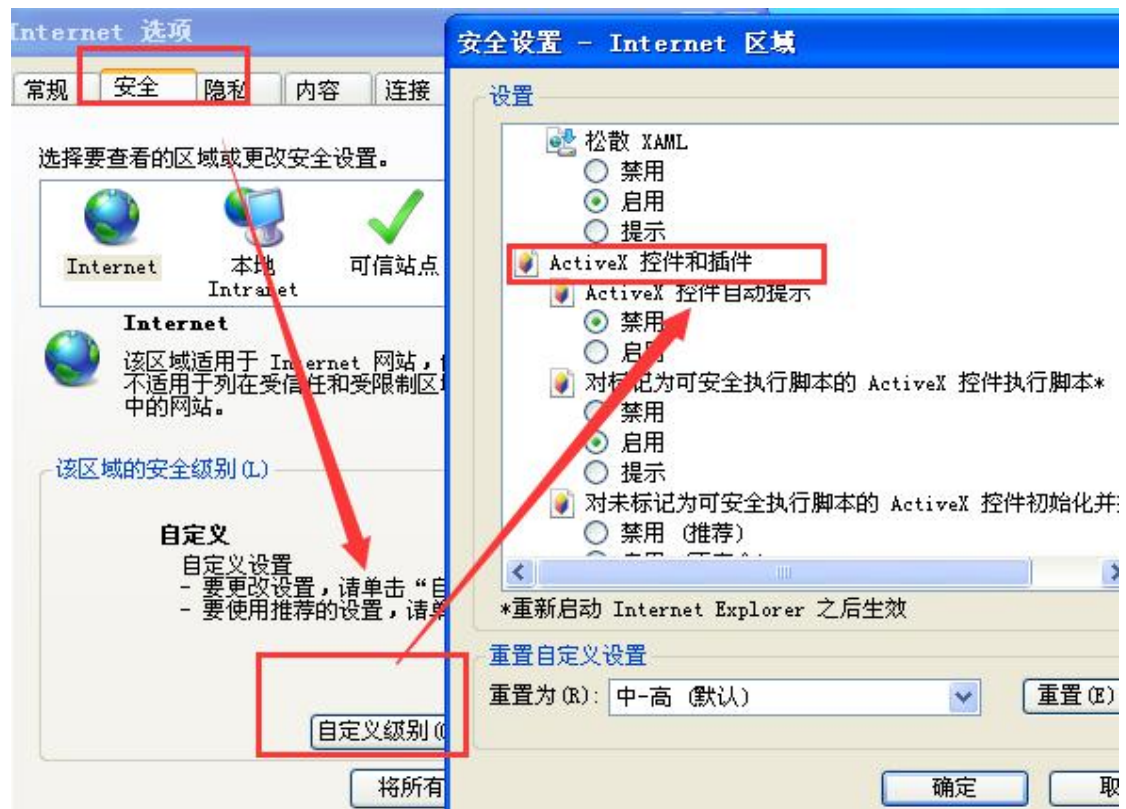 Internet 选项
常规
安全
隐私
内容
连接
选择要查看的区域或更改安全设置。
Internet
本地
Intranet
可信站点
Internet
该区域适用于 Internet 网站，
不适用于列在受信任和受限制区
中的网站。
该区域的安全级别(L)
自定义
自定义设置
- 要更改设置，请单击“自
- 要使用推荐的设置，请单
自定义级别(
将所有
安全设置 - Internet 区域
设置
松散 XAML
禁用
启用
提示
ActiveX 控件和插件
ActiveX 控件自动提示
禁用
启用
对标记为可安全执行脚本的 ActiveX 控件执行脚本*
禁用
启用
提示
对未标记为可安全执行脚本的 ActiveX 控件初始化并
禁用 (推荐)
*重新启动 Internet Explorer 之后生效
重置自定义设置
重置为(R):
中-高 (默认)
重置(E)
确定
取